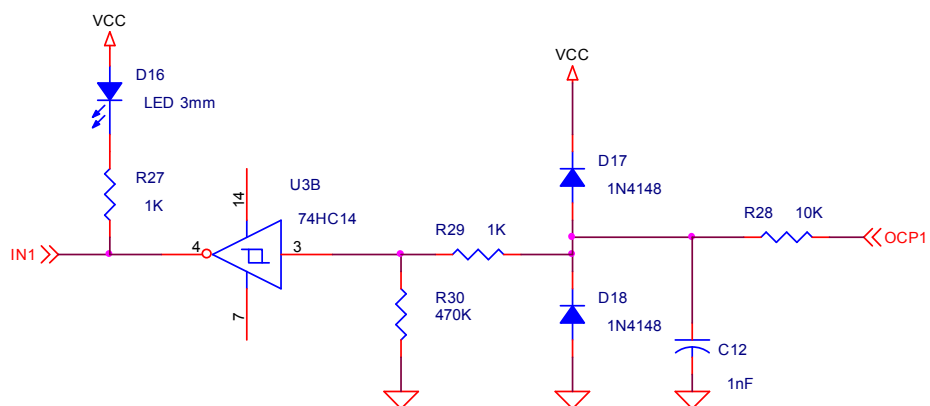 VCC
D16
LED 3mm
R27
1K
IN1
4
14
U3B
74HC14
3
7
R29 1K
R30
470K
VCC
D17
1N4148
D18
1N4148
R28 10K
OCP1
C12
1nF